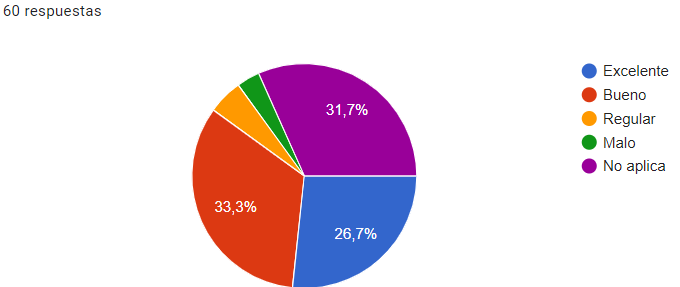 60 respuestas
31,7%
33,3%
26,7%
Excelente
Bueno
Regular
Malo
No aplica